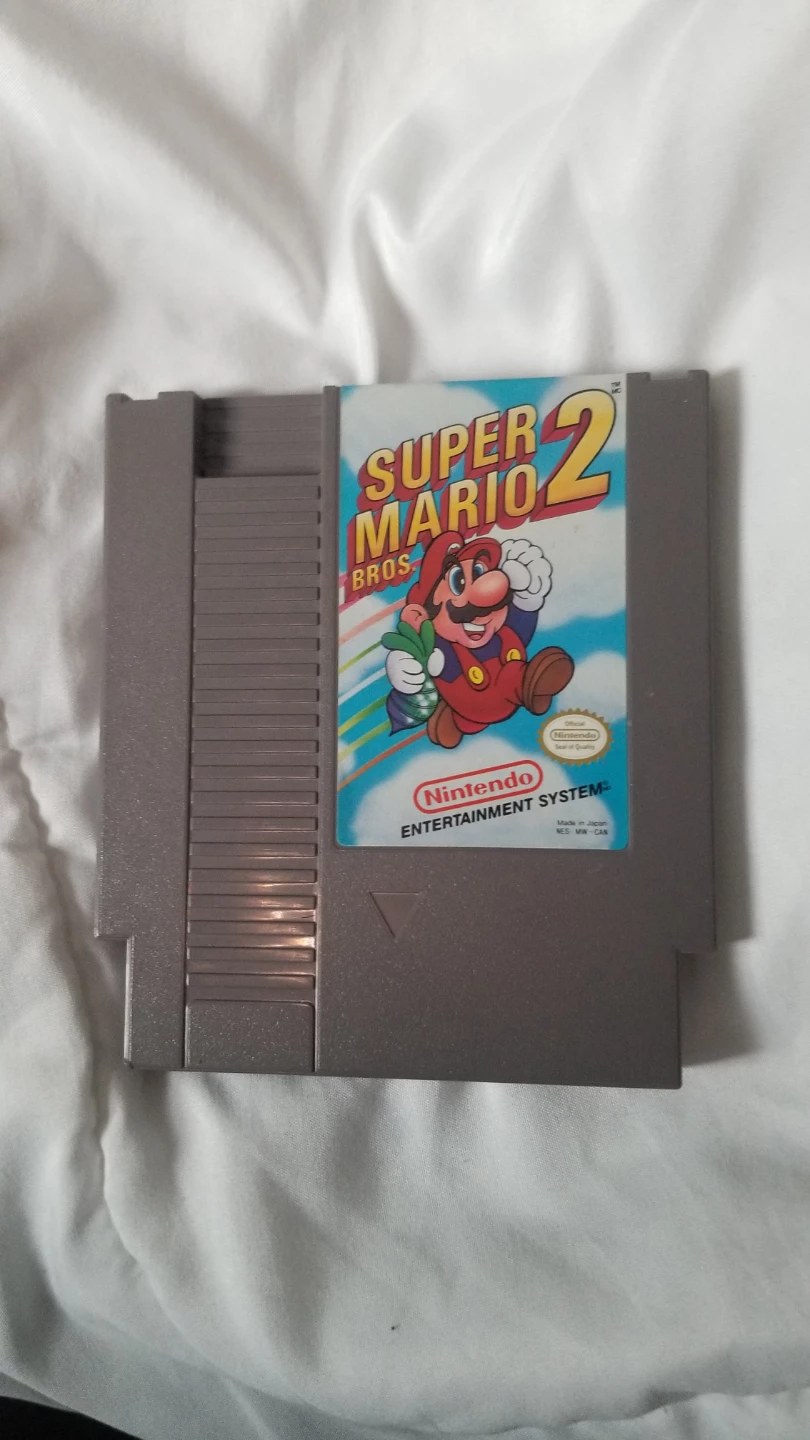 SUPER
MARIO 2
BROS.
TM
MC
Official
Nintendo
Seal of Quality
Nintendo
ENTERTAINMENT SYSTEM
Made in Japan
NES-MW-CAN